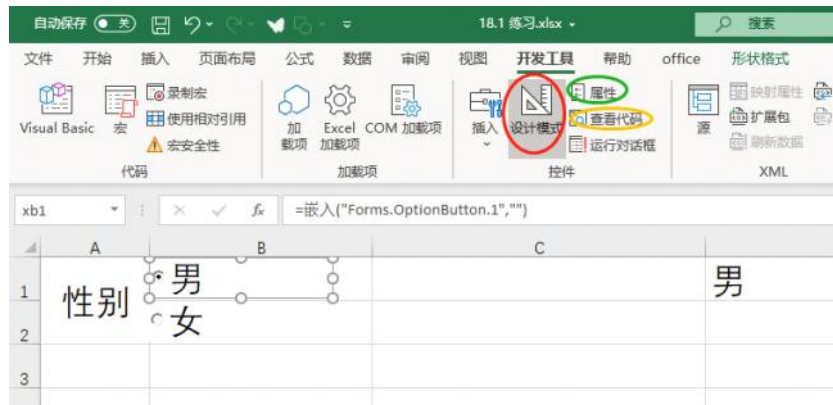 自动保存 关 18.1 练习.xlsx 搜索
文件 开始 插入 页面布局 公式 数据 审阅 视图 开发工具 帮助 office 形状格式
录制宏 属性 映射属性
使用相对引用 查看代码 扩展包
Visual Basic 宏 宏安全性 加载项 Excel 加载项 COM 加载项 插入 设计模式 运行对话框 源 刷新数据
代码 加载项 控件 XML
xb1 fx =嵌入("Forms.OptionButton.1","")
A B C
1 性别 男 男
2 女
3